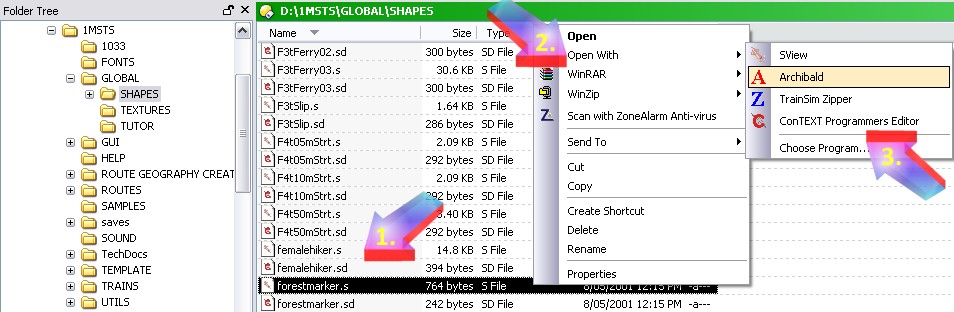 Folder Tree
1MSTS
1033
FONTS
GLOBAL
SHAPES
TEXTURES
TUTOR
GUI
HELP
ROUTE GEOGRAPHY CREAT
ROUTES
saves
SOUND
TechDocs
TEMPLATE
TRAINS
UTILS
D:\1MSTS\GLOBAL\SHAPES
Name Size Type
F3tFerry02.sd 300 bytes SD File
F3tFerry03.s 30.6 KB S File
F3tFerry03.sd 300 bytes SD File
F3tSlip.s 1.64 KB S File
F3tSlip.sd 286 bytes SD File
F4t05mStrt.s 2.09 KB S File
F4t05mStrt.sd 292 bytes SD File
F4t10mStrt.s 2.09 KB S File
F4t10mStrt.sd 292 bytes SD File
F4t50mStrt.s 3.40 KB S File
F4t50mStrt.sd 292 bytes SD File
femalehiker.s 14.8 KB S File
femalehiker.sd 394 bytes SD File
forestmarker.s 764 bytes S File 8/05/2001 12:15 PM -a---
forestmarker.sd 242 bytes SD File 8/05/2001 12:15 PM -a---
1.
2.
Open
Open With
WinRAR
WinZip
Scan with ZoneAlarm Anti-virus
Send To
Cut
Copy
Create Shortcut
Delete
Rename
Properties
SView
Archibald
TrainSim Zipper
ConTEXT Programmers Editor
Choose Program...
3.